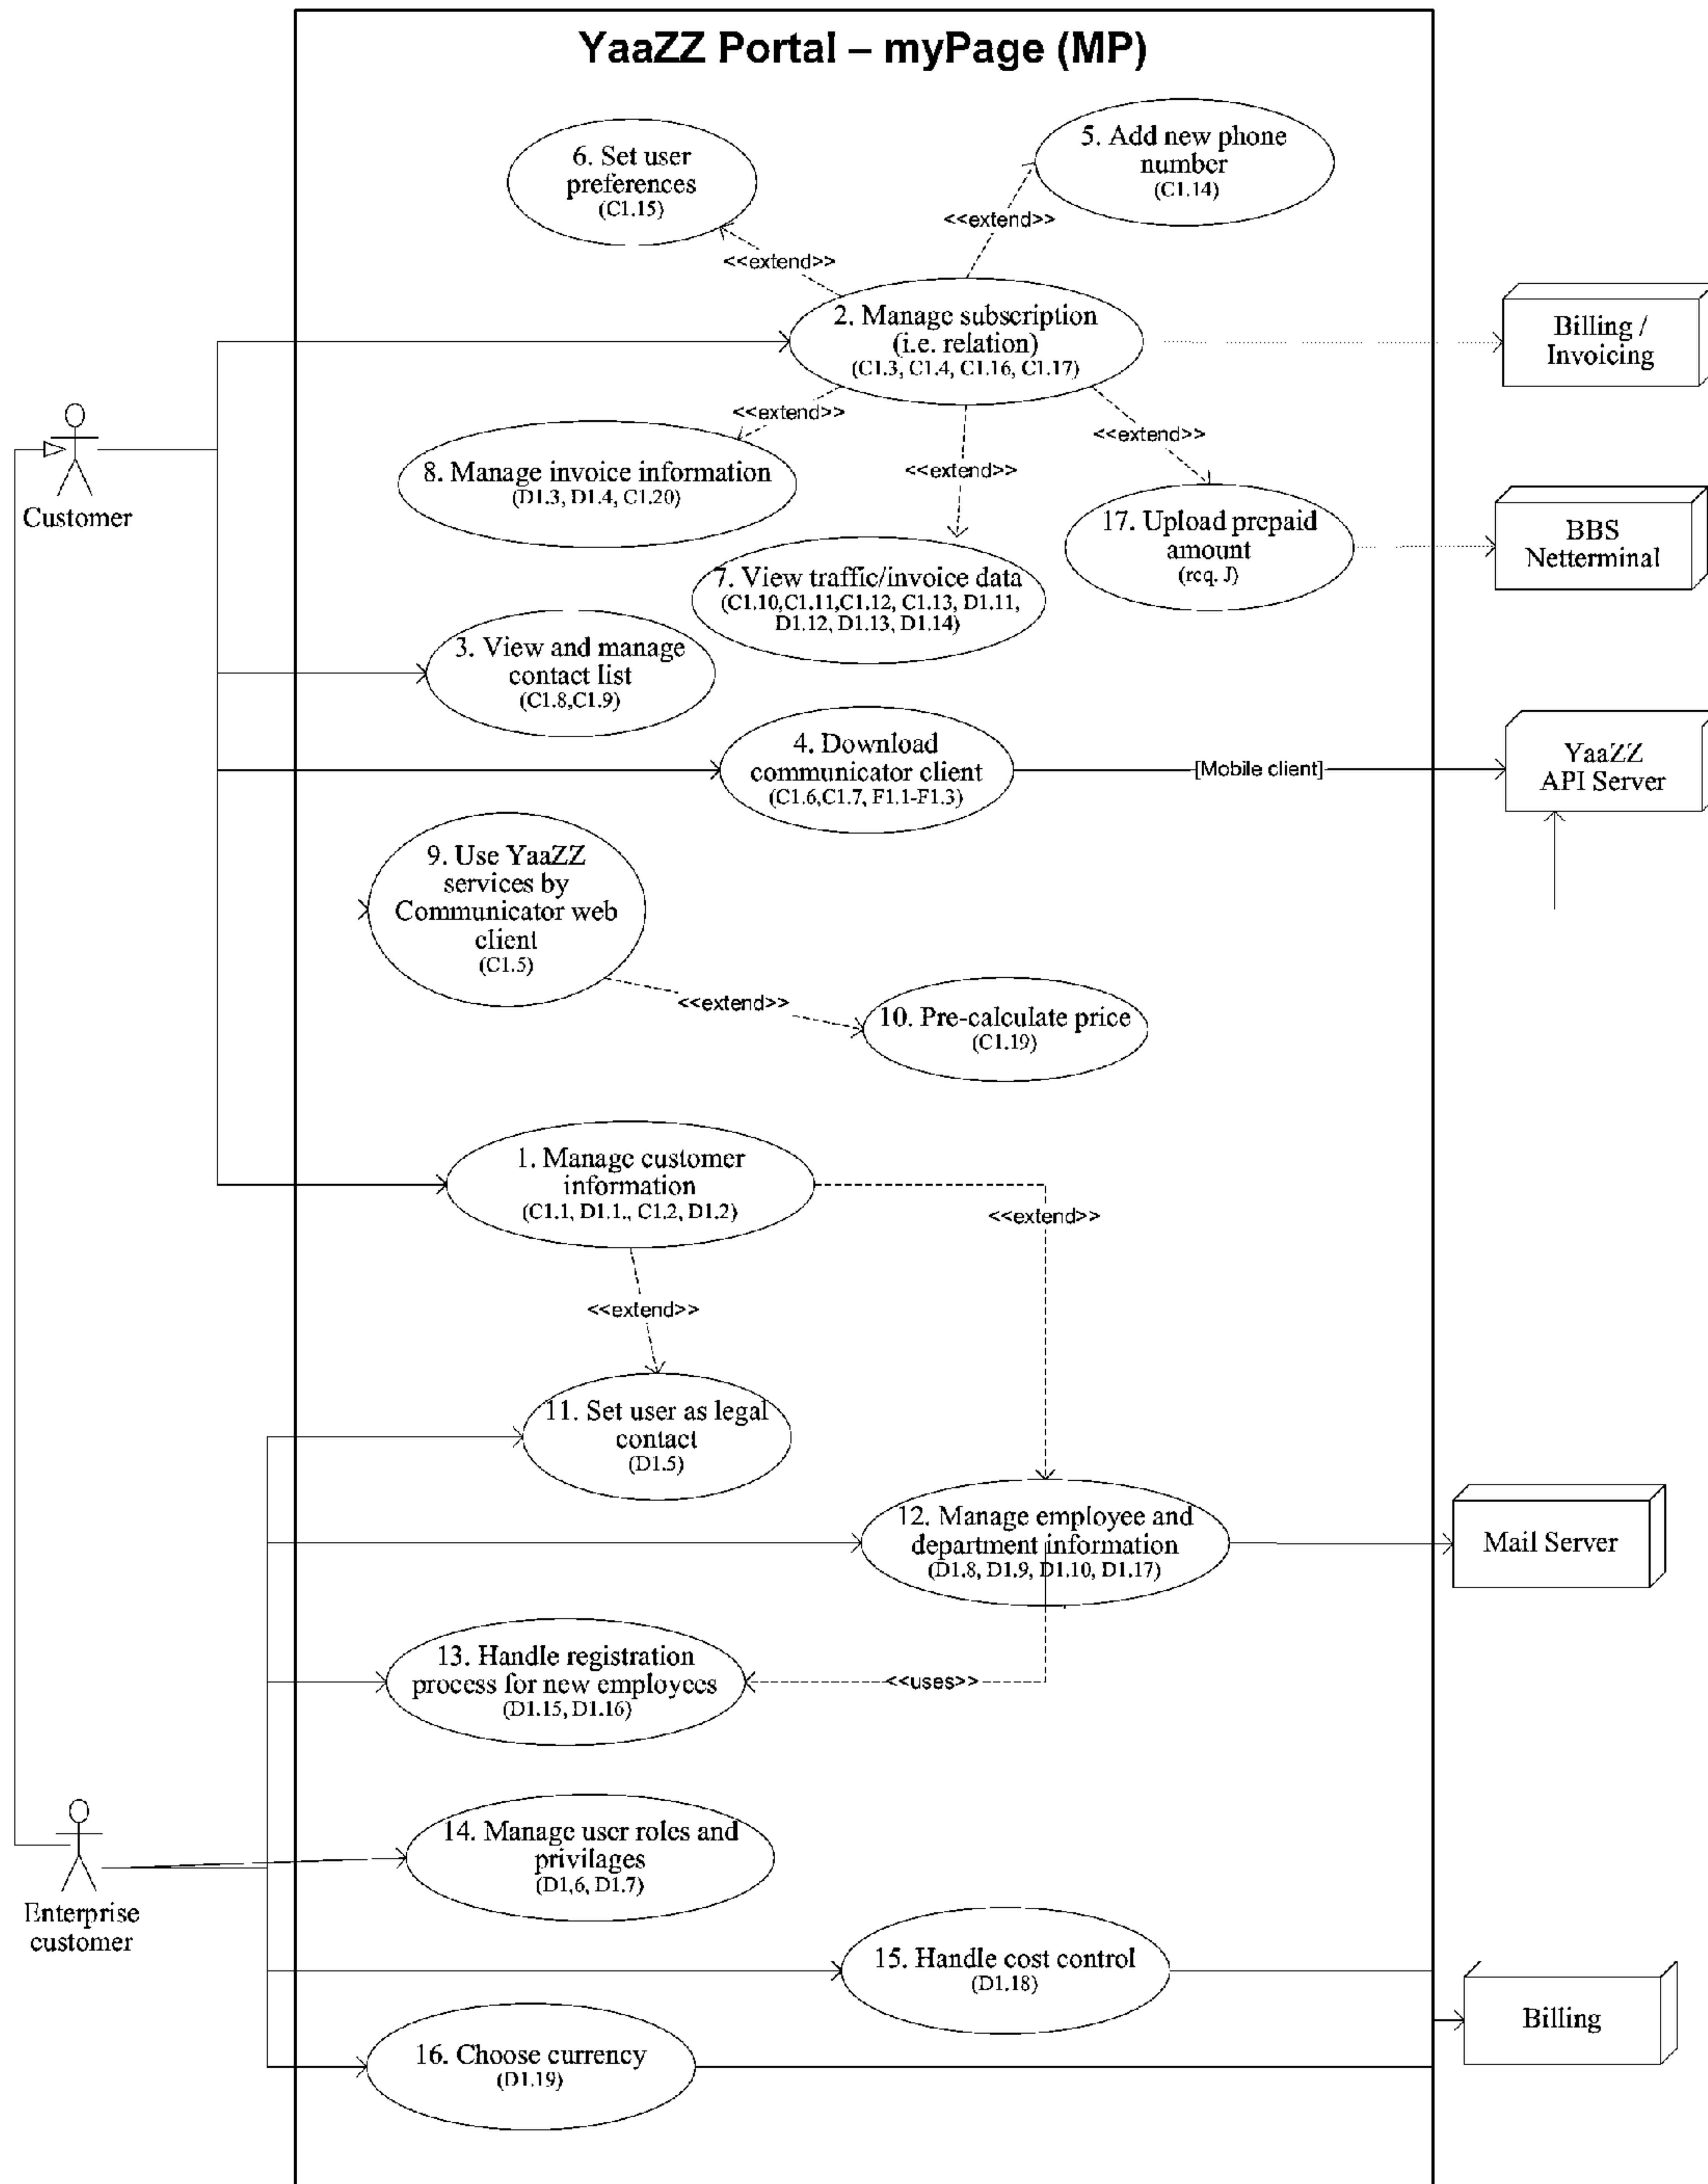 YaaZZ Portal – myPage (MP)
6. Set user
preferences
(C1.15)
5. Add new phone
number
(C1.14)
<<extend>>
<<extend>>
2. Manage subscription
(i.e. relation)
(C1.3, C1.4, C1.16, C1.17)
Billing /
Invoicing
<<extend>>
<<extend>>
<<extend>>
8. Manage invoice information
(D1.3, D1.4, C1.20)
Customer
17. Upload prepaid
amount
(req. J)
BBS
Netterminal
7. View traffic/invoice data
(C1.10,C1.11,C1.12, C1.13, D1.11,
D1.12, D1.13, D1.14)
3. View and manage
contact list
(C1.8,C1.9)
4. Download
communicator client
(C1.6,C1.7, F1.1-F1.3)
[Mobile client]
YaaZZ
API Server
9. Use YaaZZ
services by
Communicator web
client
(C1.5)
<<extend>>
10. Pre-calculate price
(C1.19)
1. Manage customer
information
(C1.1, D1.1., C1.2, D1.2)
<<extend>>
<<extend>>
11. Set user as legal
contact
(D1.5)
12. Manage employee and
department information
(D1.8, D1.9, D1.10, D1.17)
Mail Server
13. Handle registration
process for new employees
(D1.15, D1.16)
<<uses>>
14. Manage user roles and
privilages
(D1,6, D1.7)
Enterprise
customer
15. Handle cost control
(D1.18)
Billing
16. Choose currency
(D1.19)